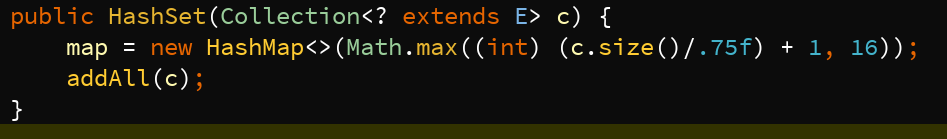 public HashSet(Collection<? extends E> c) {
    map = new HashMap<>(Math.max((int) (c.size()/.75f) + 1, 16));
    addAll(c);
}